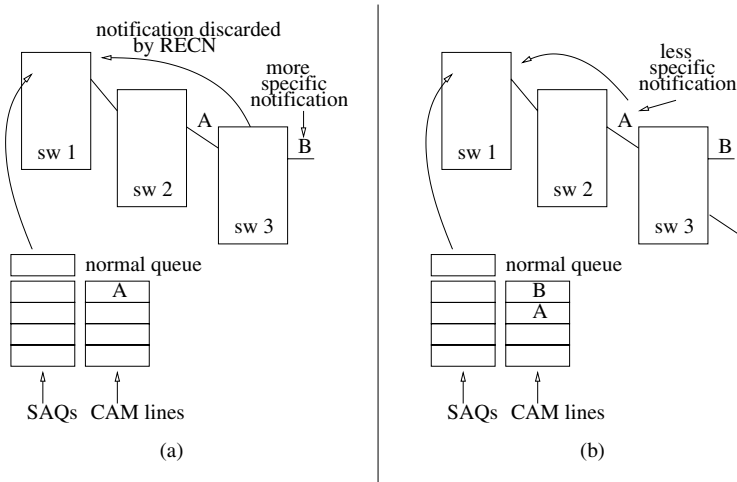 notification discarded
by RECN
more
specific
notification
A
B
sw 1
sw 2
sw 3
normal queue
A
SAQs
CAM lines
(a)
less
specific
notification
A
B
sw 1
sw 2
sw 3
normal queue
B
A
SAQs
CAM lines
(b)